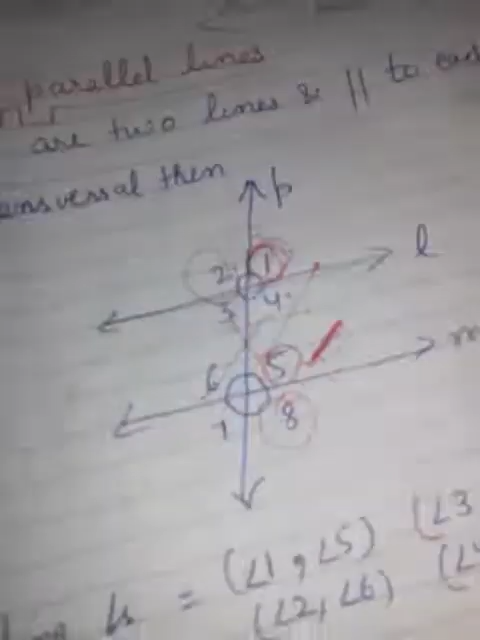 parallel lines
are two lines & || to
transversal then
p
l
2 1
3 4
m
6 5
7 8
= (∠1, ∠5) (∠3
(∠2, ∠6) (∠4